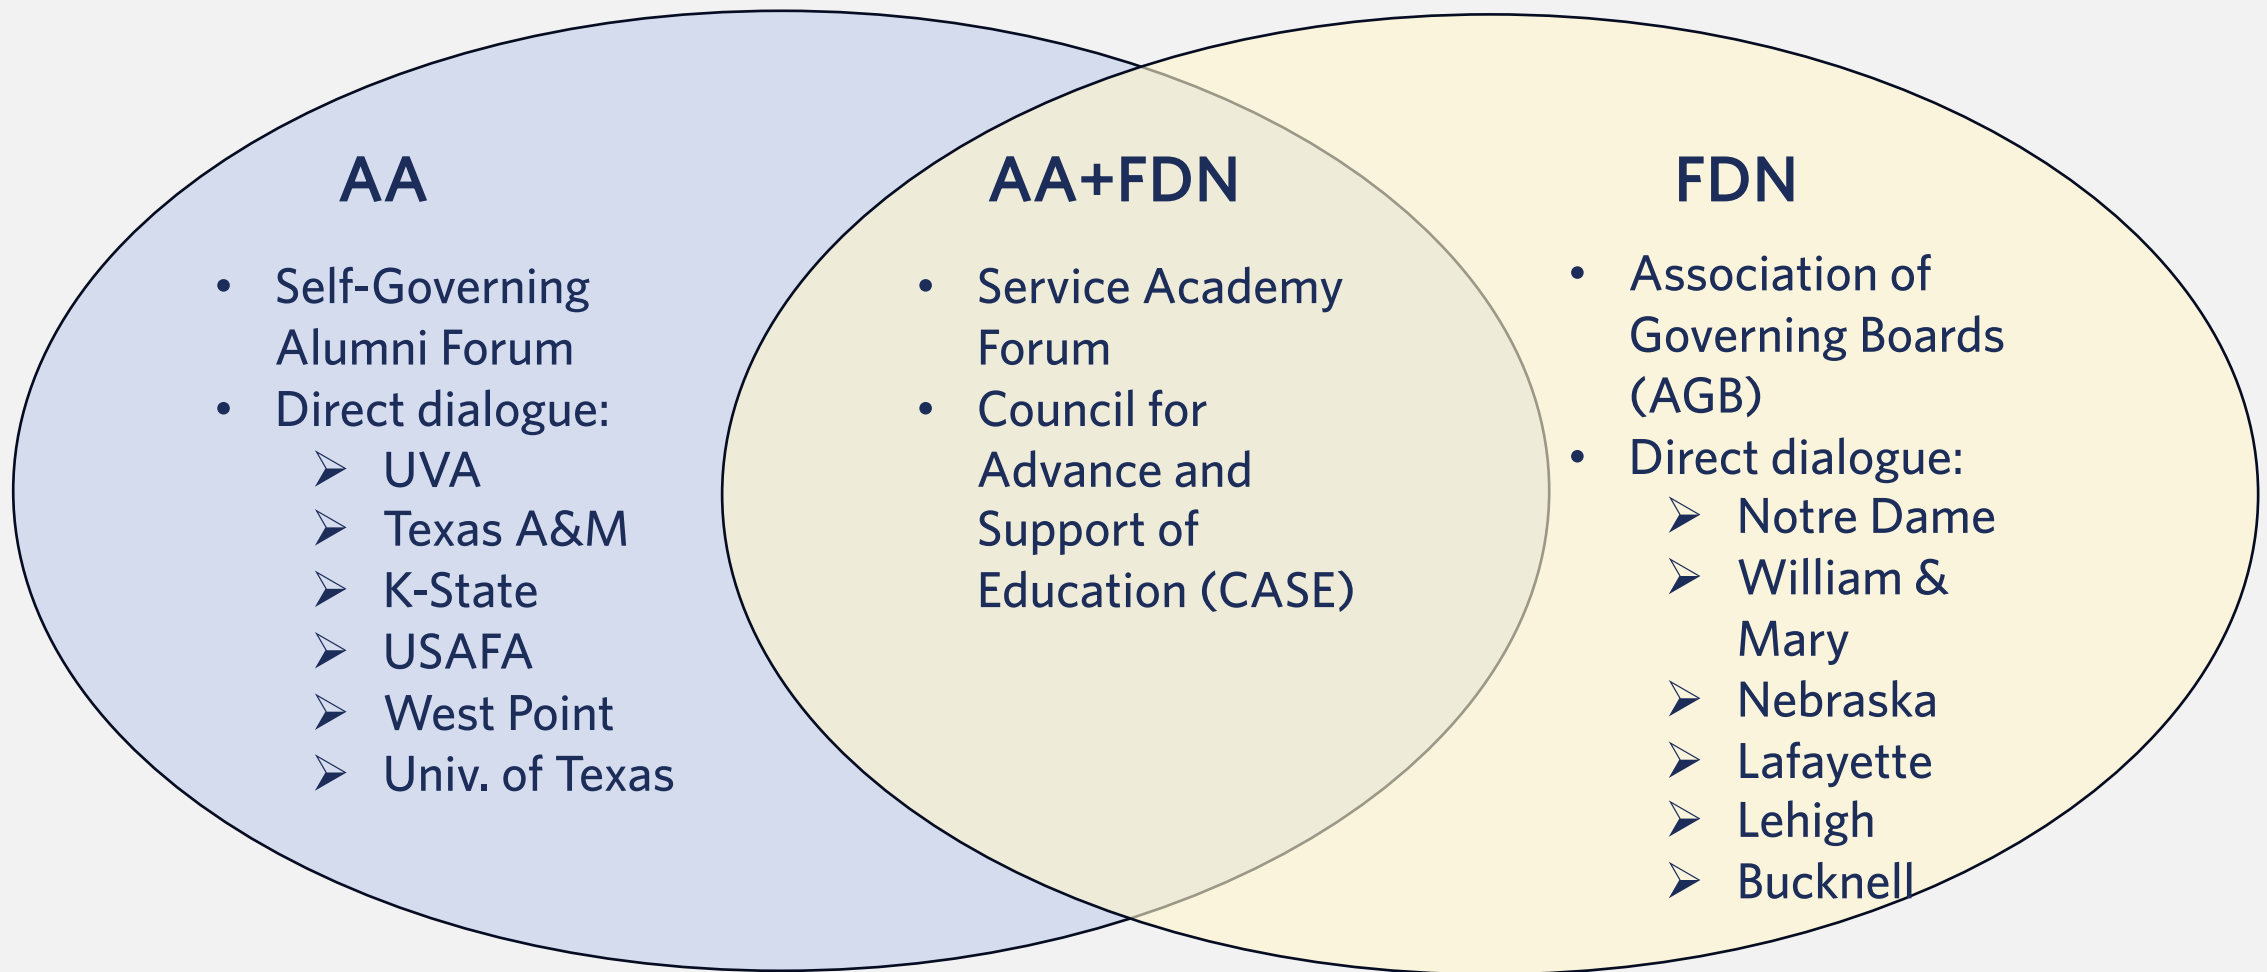 AA
• Self-Governing
Alumni Forum
• Direct dialogue:
➢ UVA
➢ Texas A&M
➢ K-State
➢ USAFA
➢ West Point
➢ Univ. of Texas
AA+FDN
• Service Academy
Forum
• Council for
Advance and
Support of
Education (CASE)
FDN
• Association of
Governing Boards
(AGB)
• Direct dialogue:
➢ Notre Dame
➢ William &
Mary
➢ Nebraska
➢ Lafayette
➢ Lehigh
➢ Bucknell